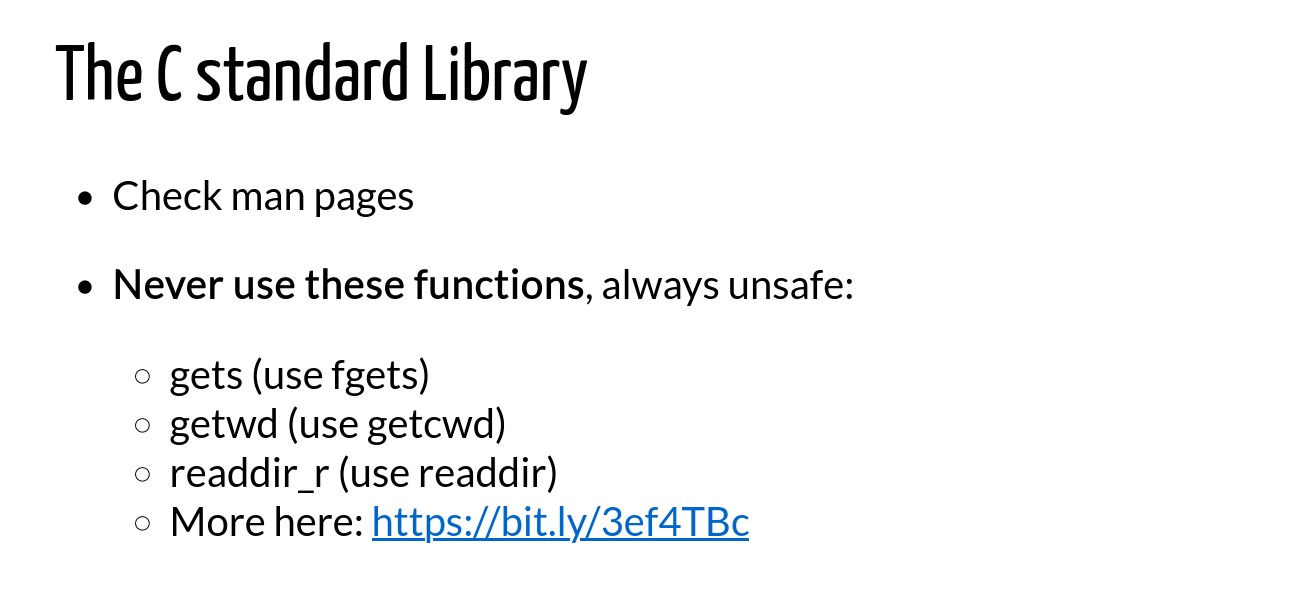 The C standard Library
• Check man pages
• Never use these functions, always unsafe:
○ gets (use fgets)
○ getwd (use getcwd)
○ readdir_r (use readdir)
○ More here: https://bit.ly/3ef4TBc